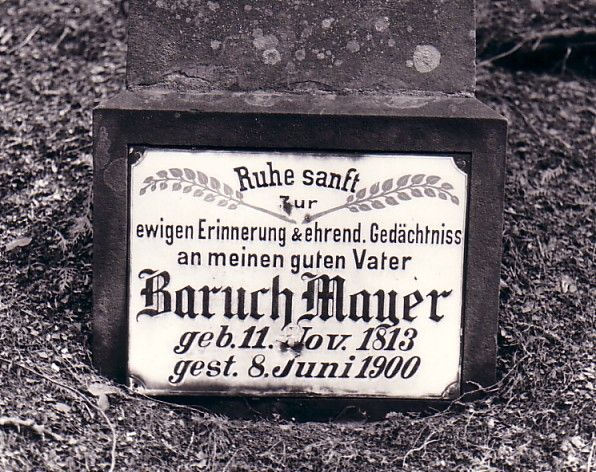 Ruhe sanft
Zur
ewigen Erinnerung & ehrend. Gedächtniss
an meinen guten Vater
Baruch Mayer
geb. 11. Nov. 1813
gest. 8. Juni 1900